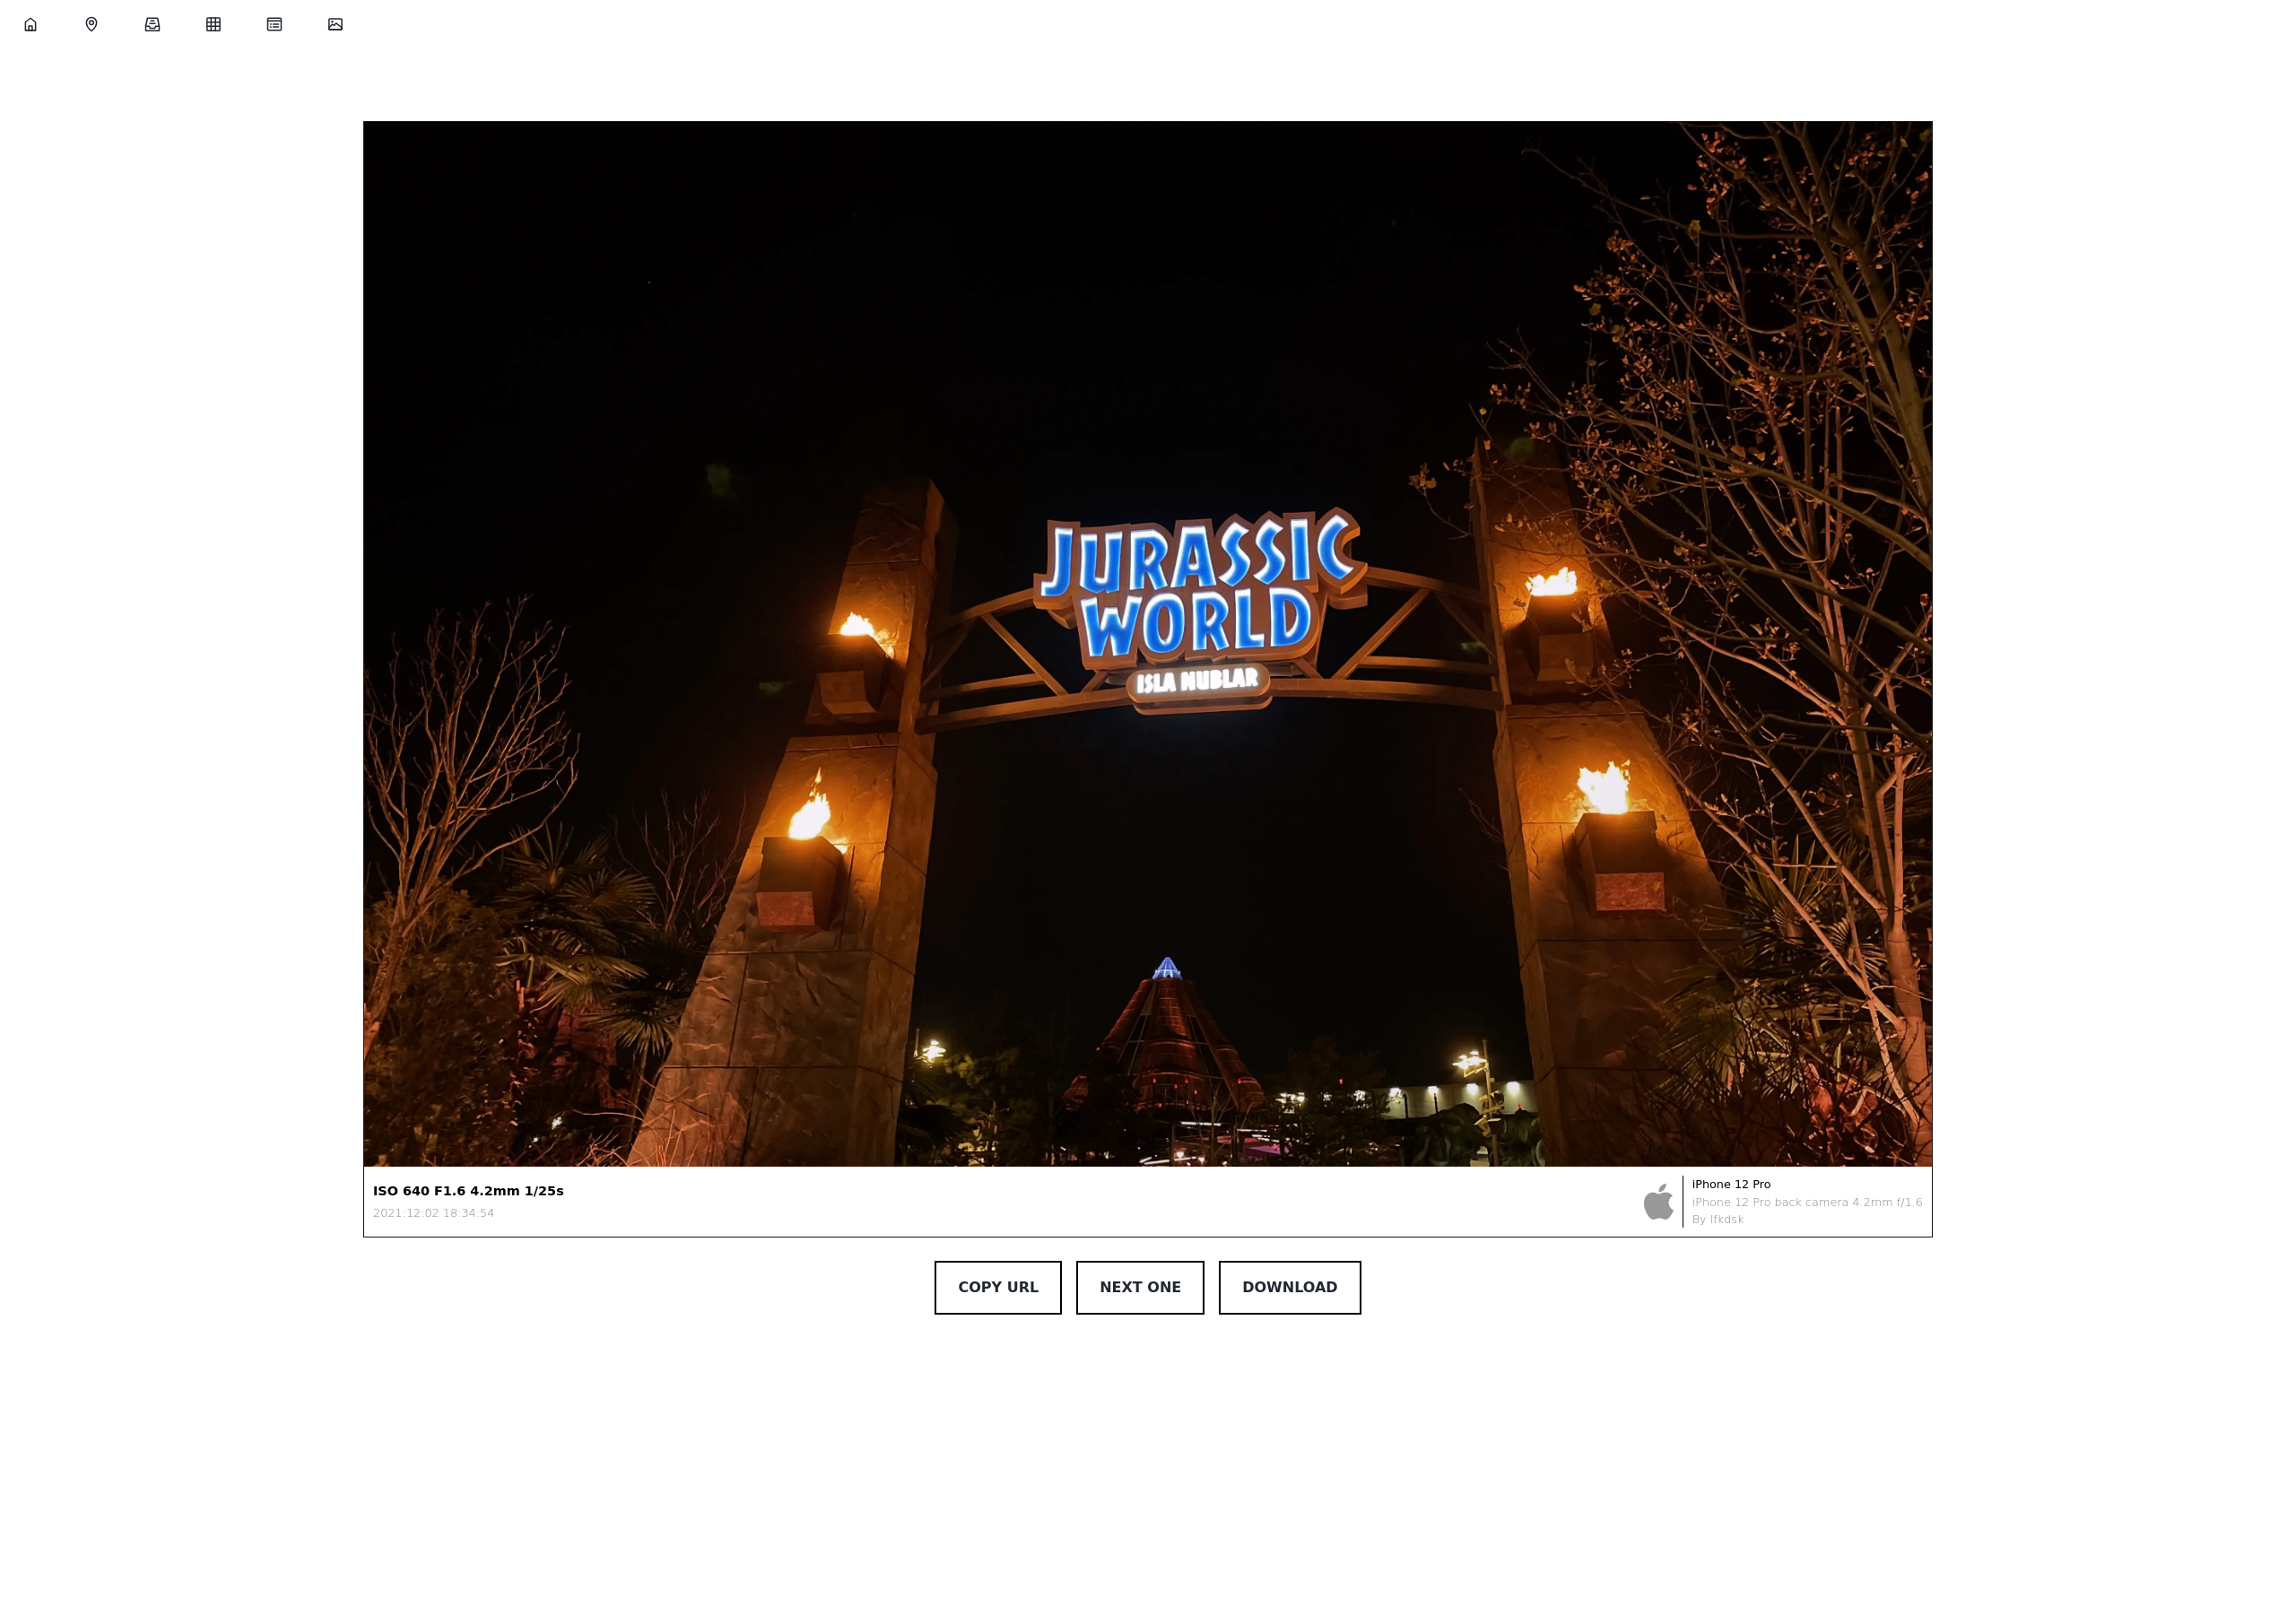 JURASSIC
WORLD
ISLA NUBLAR
ISO 640 F1.6 4.2mm 1/25s
2021:12:02 18:34:54
iPhone 12 Pro
iPhone 12 Pro back camera 4.2mm f/1.6
By lfkdsk
COPY URL
NEXT ONE
DOWNLOAD